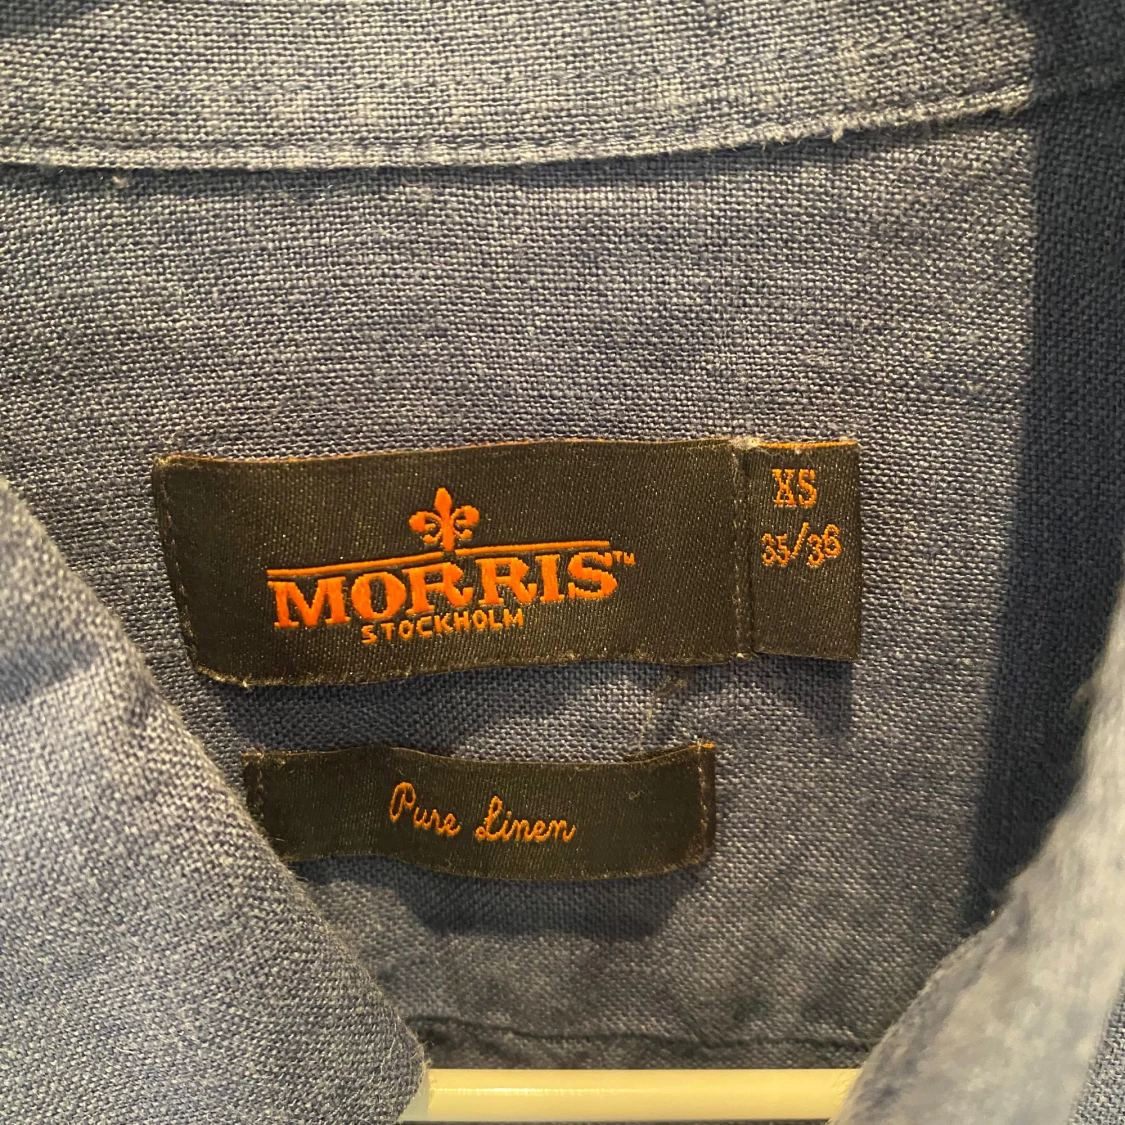 MORRIS™
STOCKHOLM
XS
35/36
Pure Linen